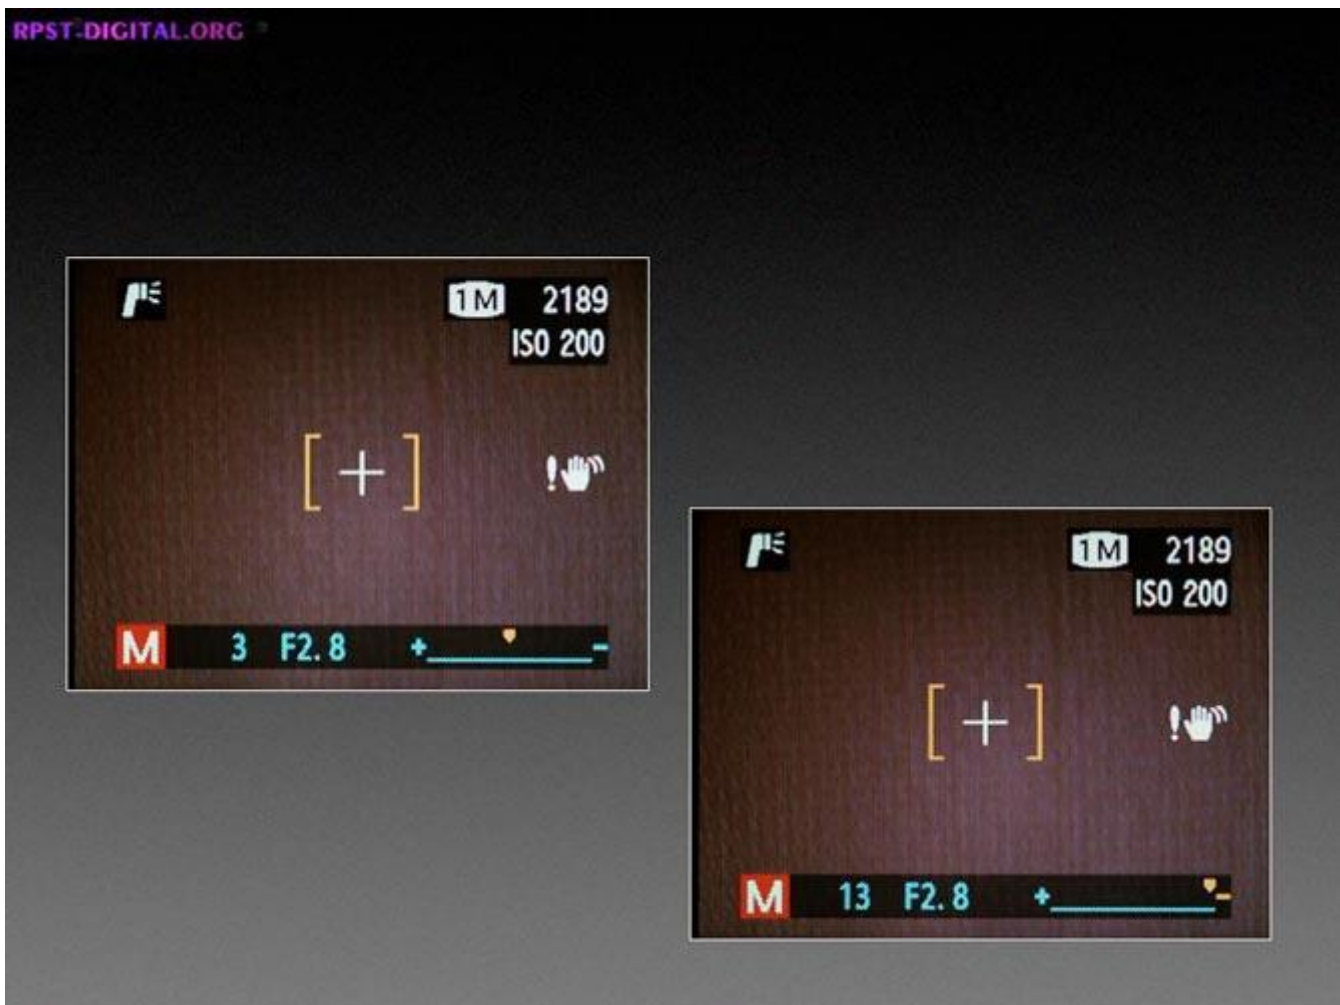 RPST-DIGITAL.ORG
1M 2189
ISO 200
M 3 F2.8 + -
1M 2189
ISO 200
M 13 F2.8 + -